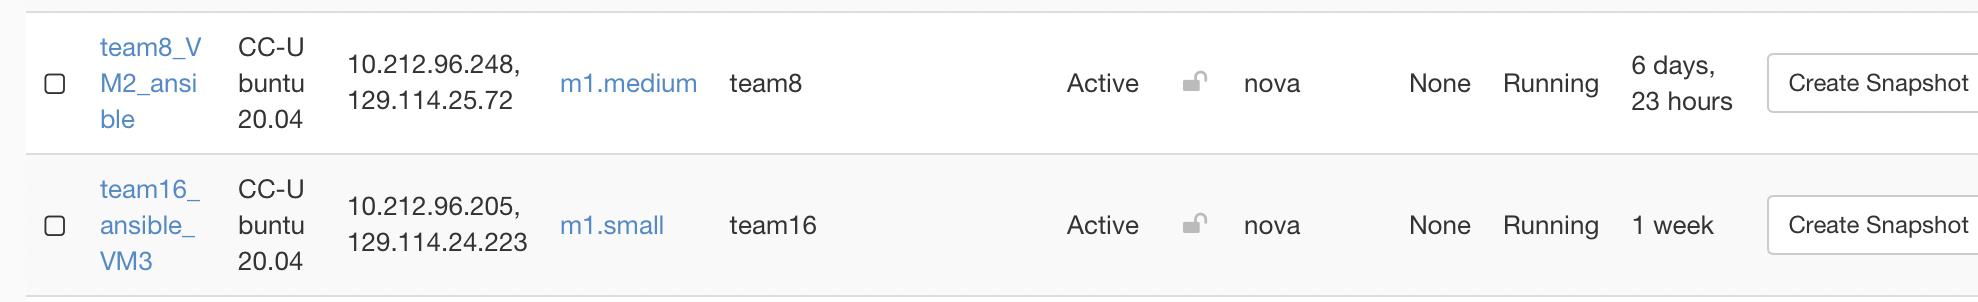 team8_V
M2_ansi
ble
CC-U
buntu
20.04
10.212.96.248,
129.114.25.72
m1.medium
team8
Active
nova
None
Running
6 days,
23 hours
Create Snapshot
team16_
ansible_
VM3
CC-U
buntu
20.04
10.212.96.205,
129.114.24.223
m1.small
team16
Active
nova
None
Running
1 week
Create Snapshot